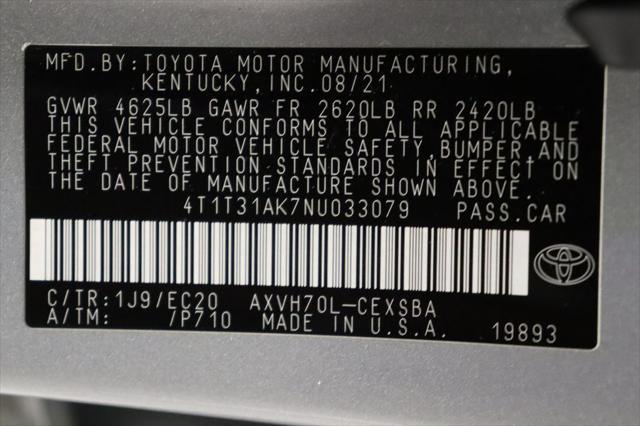 MFD.BY:TOYOTA MOTOR MANUFACTURING,
KENTUCKY,INC.08/21
GVWR 4625LB GAWR FR 2620LB RR 2420LB
THIS VEHICLE CONFORMS TO ALL APPLICABLE
FEDERAL MOTOR VEHICLE SAFETY,BUMPER,AND
THEFT PREVENTION STANDARDS IN EFFECT ON
THE DATE OF MANUFACTURE SHOWN ABOVE.
4T1T31AK7NU033079 PASS.CAR
C/TR:1J9/EC20 AXVH70L-CEXSBA
A/TM: /P710 MADE IN U.S.A. 19893